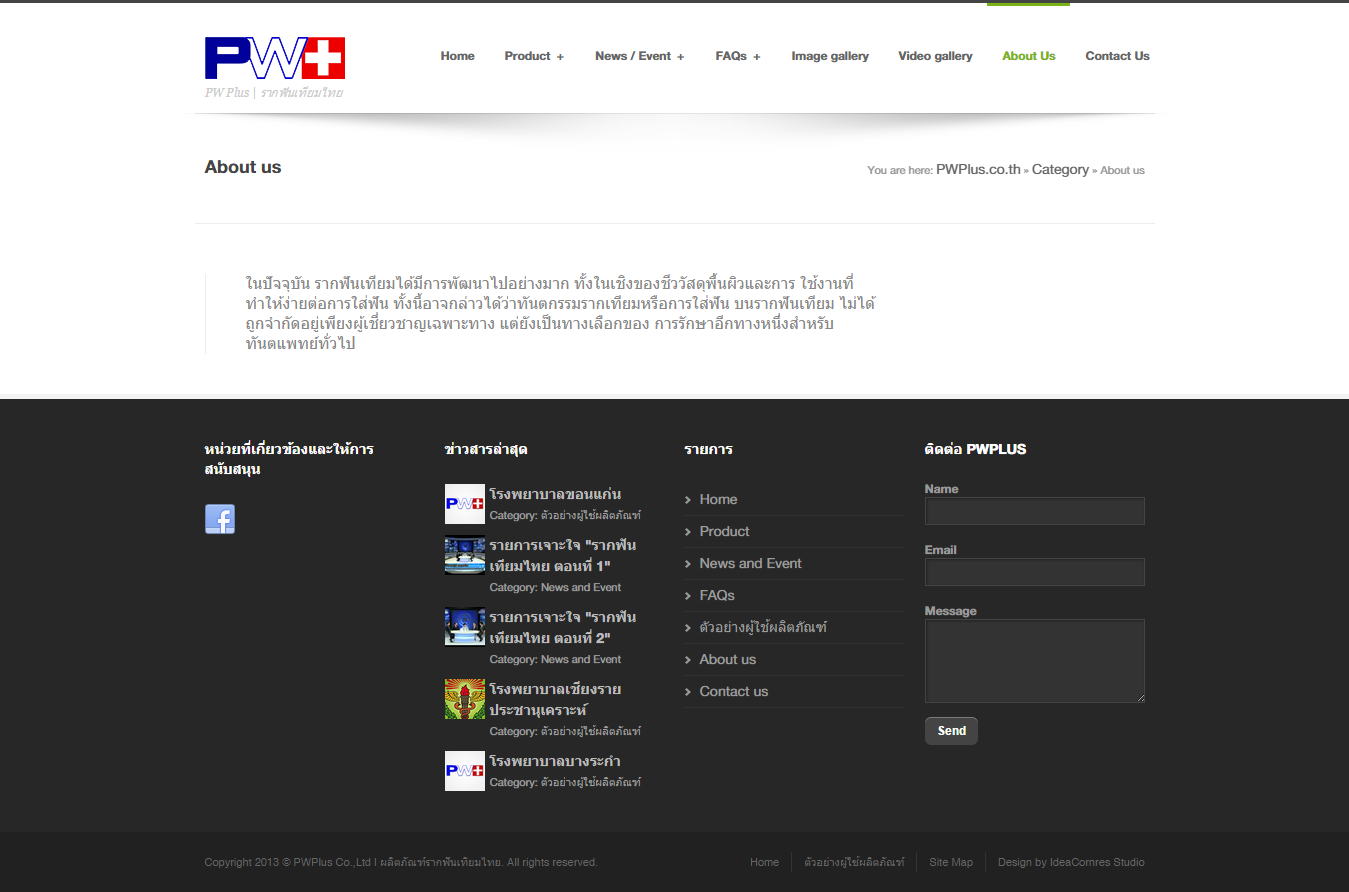 PW
PW Plus | รากฟันเทียมไทย
Home Product + News / Event + FAQs + Image gallery Video gallery About Us Contact Us
About us
You are here: PWPlus.co.th » Category » About us
ในปัจจุบัน รากฟันเทียมได้มีการพัฒนาไปอย่างมาก ทั้งในเชิงของชีววัสดุพื้นผิวและการ ใช้งานที่
ทำให้ง่ายต่อการใส่ฟัน ทั้งนี้อาจกล่าวได้ว่าทันตกรรมรากเทียมหรือการใส่ฟัน บนรากฟันเทียม ไม่ได้
ถูกจำกัดอยู่เพียงผู้เชี่ยวชาญเฉพาะทาง แต่ยังเป็นทางเลือกของ การรักษาอีกทางหนึ่งสำหรับ
ทันตแพทย์ทั่วไป
หน่วยที่เกี่ยวข้องและให้การ
สนับสนุน
ข่าวสารล่าสุด
โรงพยาบาลขอนแก่น
Category: ตัวอย่างผู้ใช้ผลิตภัณฑ์
รายการเจาะใจ "รากฟัน
เทียมไทย ตอนที่ 1"
Category: News and Event
รายการเจาะใจ "รากฟัน
เทียมไทย ตอนที่ 2"
Category: News and Event
โรงพยาบาลเชียงราย
ประชานุเคราะห์
Category: ตัวอย่างผู้ใช้ผลิตภัณฑ์
โรงพยาบาลบางระกำ
Category: ตัวอย่างผู้ใช้ผลิตภัณฑ์
รายการ
Home
Product
News and Event
FAQs
ตัวอย่างผู้ใช้ผลิตภัณฑ์
About us
Contact us
ติดต่อ PWPLUS
Name
Email
Message
Send
Copyright 2013 © PWPlus Co.,Ltd | ผลิตภัณฑ์รากฟันเทียมไทย. All rights reserved.
Home ตัวอย่างผู้ใช้ผลิตภัณฑ์ Site Map Design by IdeaComres Studio